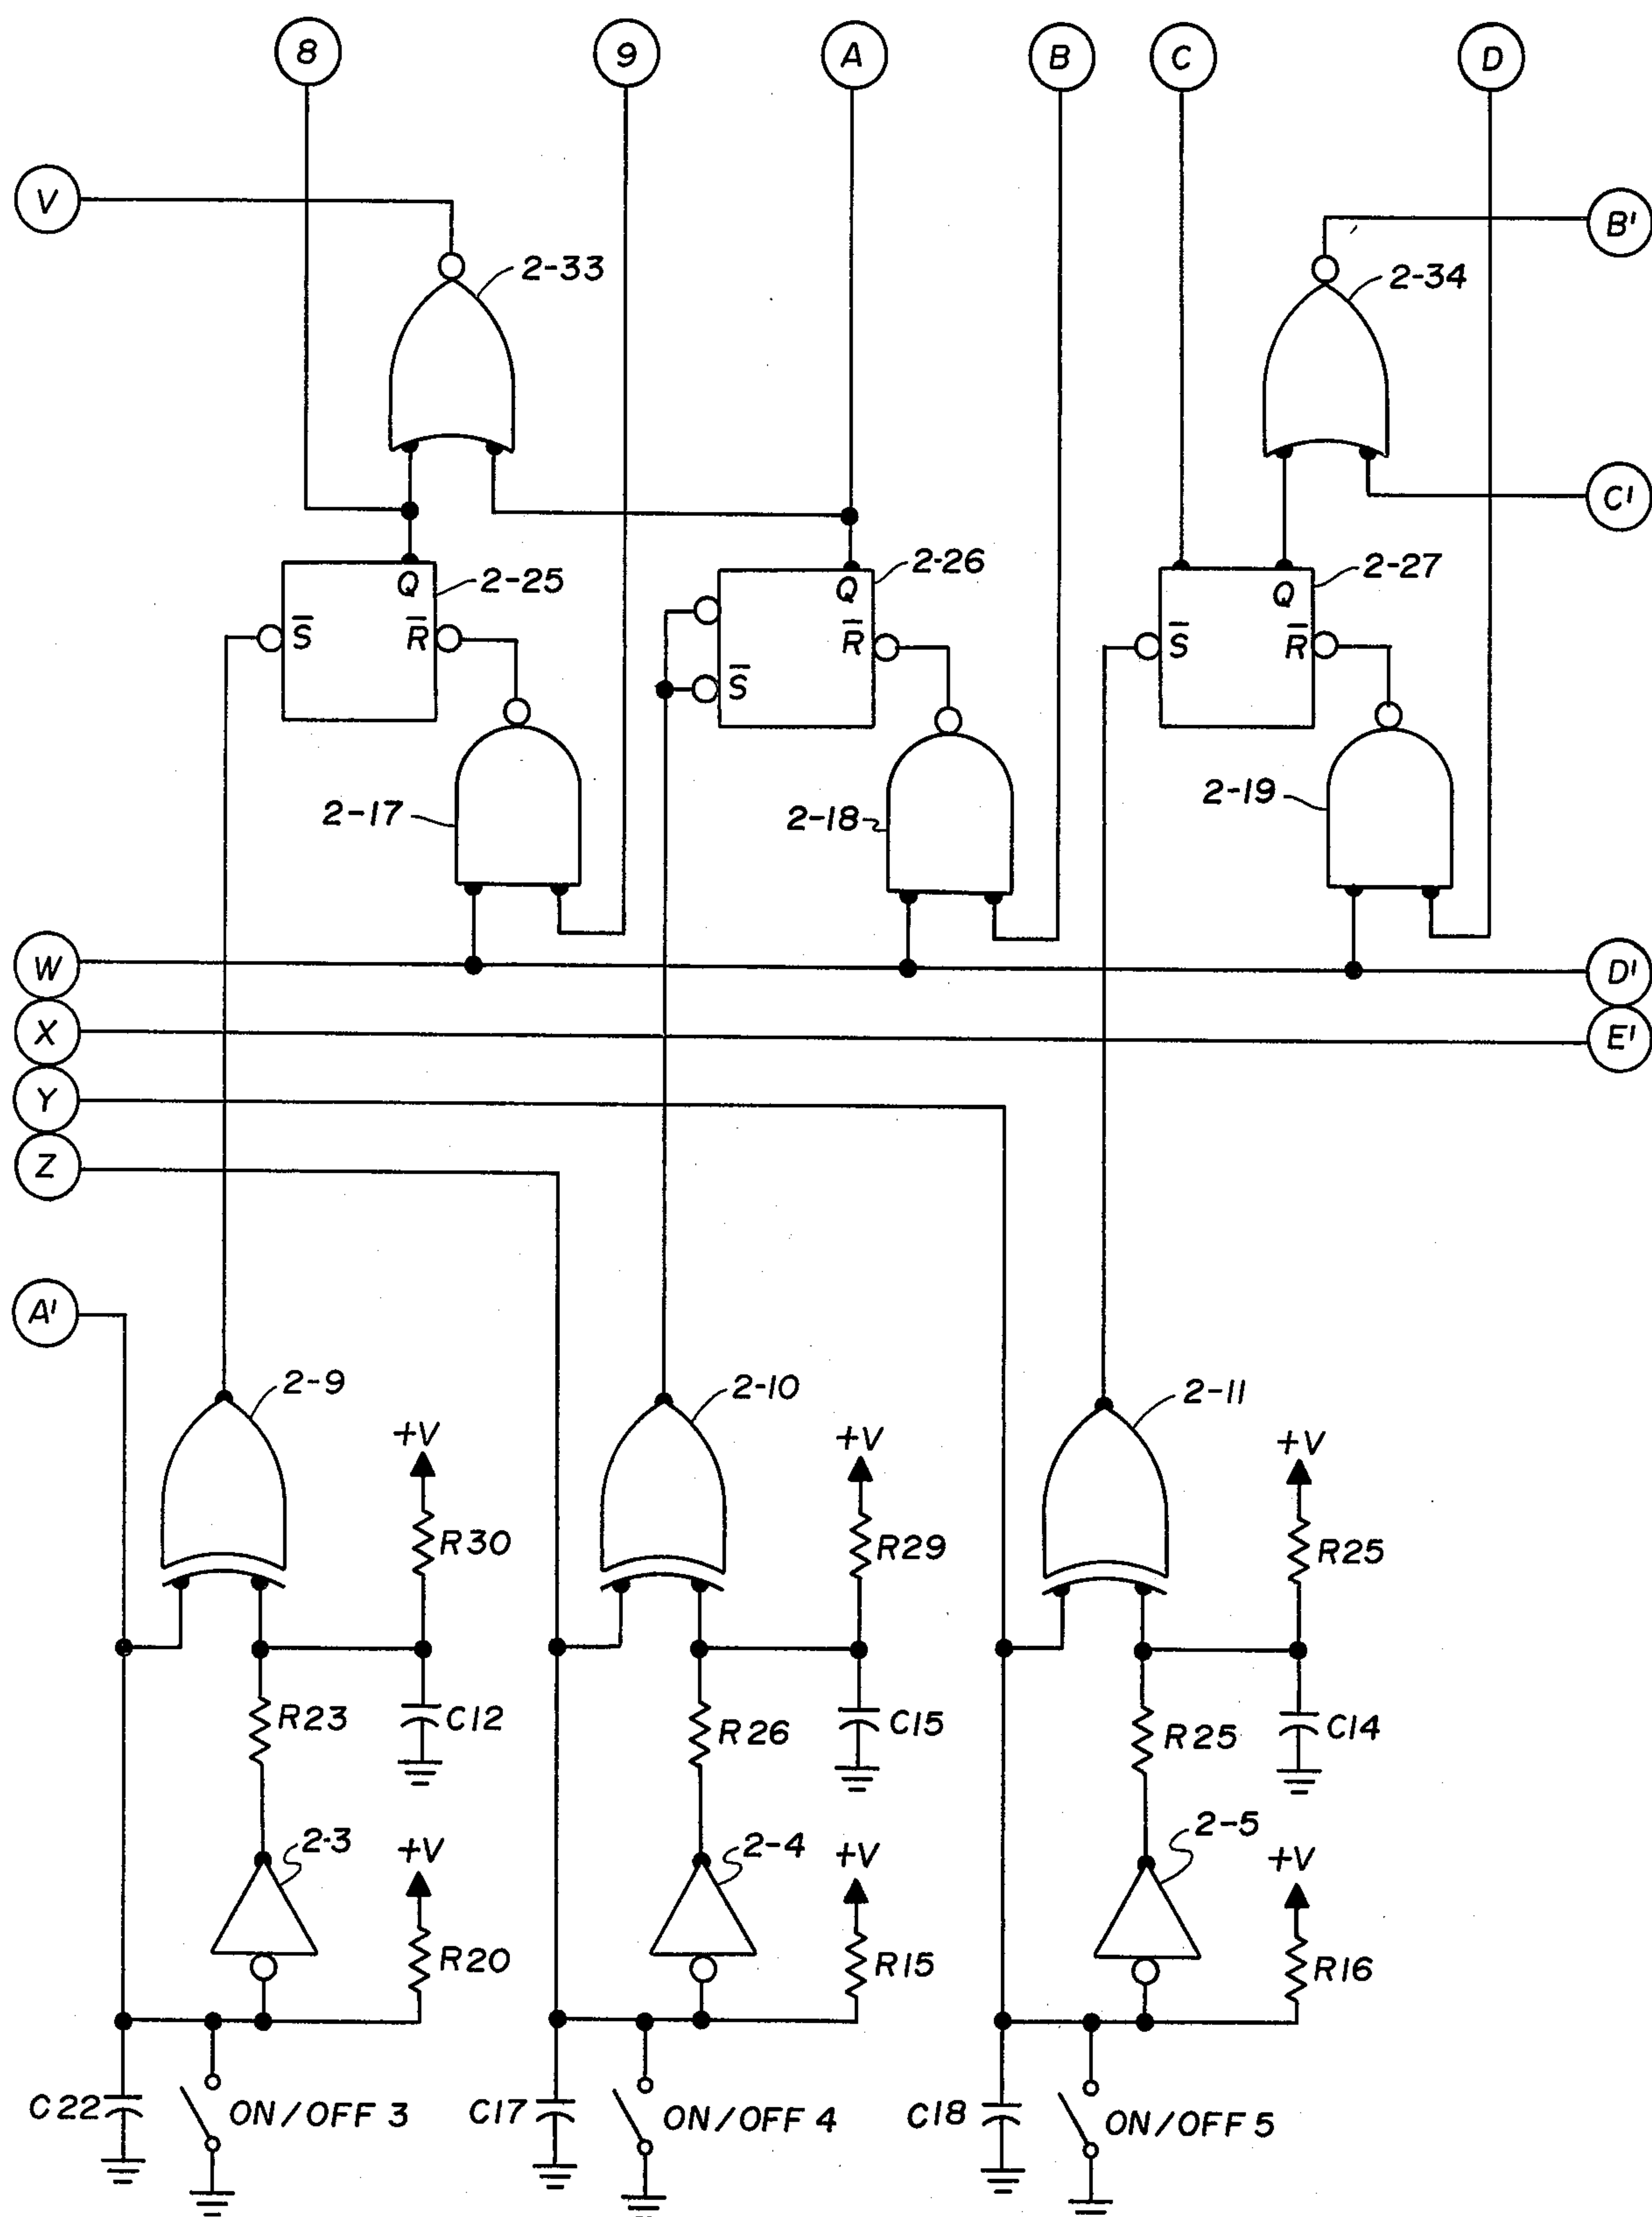 8 9 A B C D
V
B'
2-33
2-34
C'
Q 2-25
Q 2-26
Q 2-27
S̅ R̅
S̅ R̅
S̅ R̅
2-17
2-18
2-19
W
D'
X
E'
Y
Z
A'
2-9
2-10
2-11
+V
+V
+V
R30
R29
R25
R23
C12
R26
C15
R25
C14
2-3
2-4
2-5
+V
+V
+V
R20
R15
R16
C22
ON/OFF 3
C17
ON/OFF 4
C18
ON/OFF 5